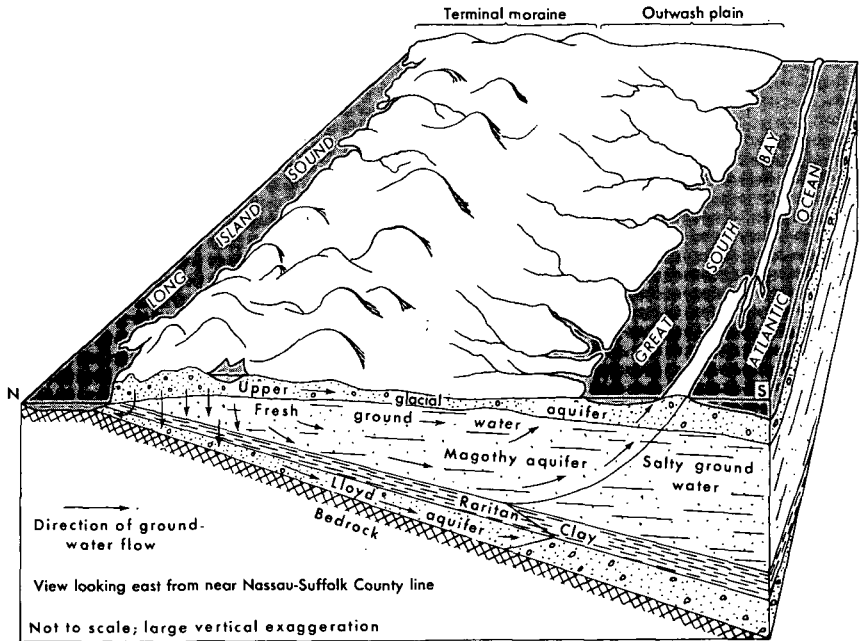 Terminal moraine
Outwash plain
LONG ISLAND SOUND
GREAT SOUTH BAY
ATLANTIC OCEAN
N
S
Upper glacial aquifer
Fresh ground water
Magothy aquifer
Salty ground
water
Lloyd aquifer
Raritan Clay
Bedrock
Direction of ground-
water flow
View looking east from near Nassau-Suffolk County line
Not to scale; large vertical exaggeration